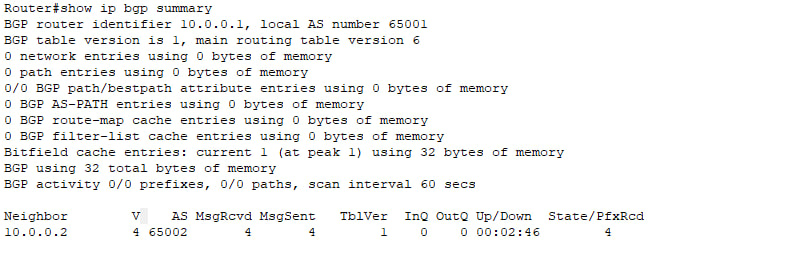 Router#show ip bgp summary
BGP router identifier 10.0.0.1, local AS number 65001
BGP table version is 1, main routing table version 6
0 network entries using 0 bytes of memory
0 path entries using 0 bytes of memory
0/0 BGP path/bestpath attribute entries using 0 bytes of memory
0 BGP AS-PATH entries using 0 bytes of memory
0 BGP route-map cache entries using 0 bytes of memory
0 BGP filter-list cache entries using 0 bytes of memory
Bitfield cache entries: current 1 (at peak 1) using 32 bytes of memory
BGP using 32 total bytes of memory
BGP activity 0/0 prefixes, 0/0 paths, scan interval 60 secs
Neighbor        V    AS MsgRcvd MsgSent   TblVer  InQ OutQ Up/Down  State/PfxRcd
10.0.0.2        4 65002       4       4        1    0    0 00:02:46        4